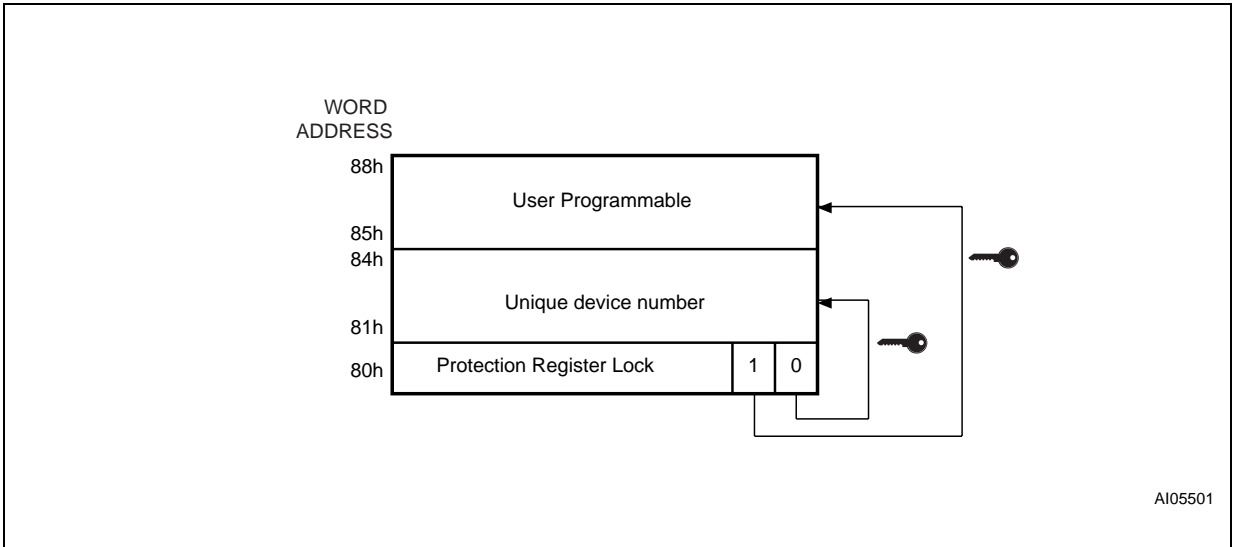 WORD
ADDRESS
88h
User Programmable
85h
84h
Unique device number
81h
80h
Protection Register Lock 1 0
AI05501